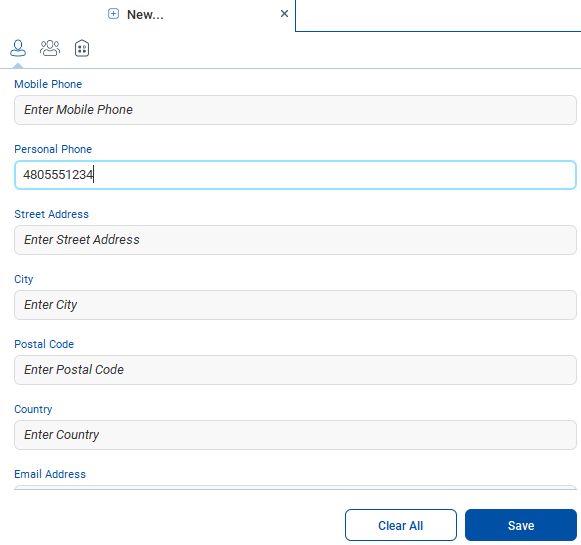 New...
Mobile Phone
Enter Mobile Phone
Personal Phone
4805551234
Street Address
Enter Street Address
City
Enter City
Postal Code
Enter Postal Code
Country
Enter Country
Email Address
Clear All
Save